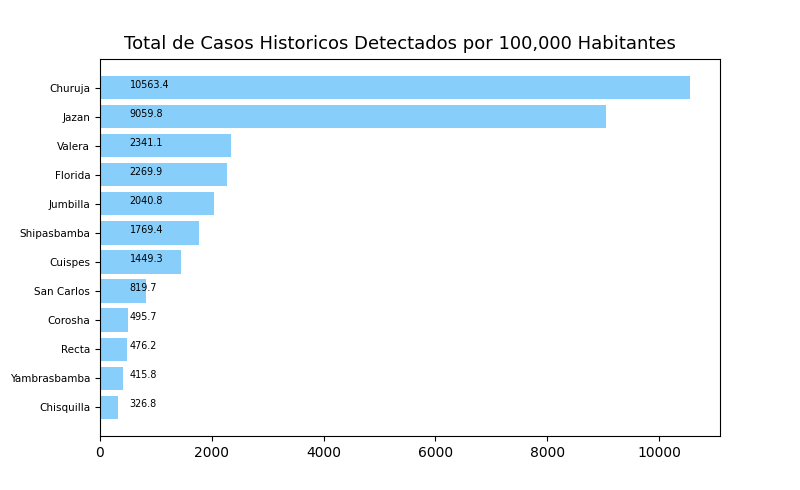 Total de Casos Historicos Detectados por 100,000 Habitantes
Churuja 10563.4
Jazan 9059.8
Valera 2341.1
Florida 2269.9
Jumbilla 2040.8
Shipasbamba 1769.4
Cuispes 1449.3
San Carlos 819.7
Corosha 495.7
Recta 476.2
Yambrasbamba 415.8
Chisquilla 326.8
0 2000 4000 6000 8000 10000